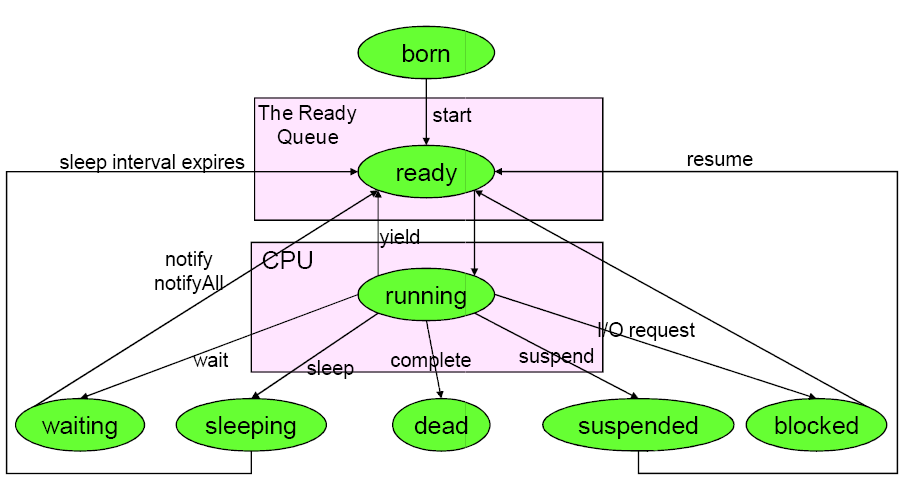 born
The Ready
Queue
start
sleep interval expires
ready
resume
yield
notify
notifyAll
CPU
running
I/O request
wait
sleep
complete
suspend
waiting
sleeping
dead
suspended
blocked